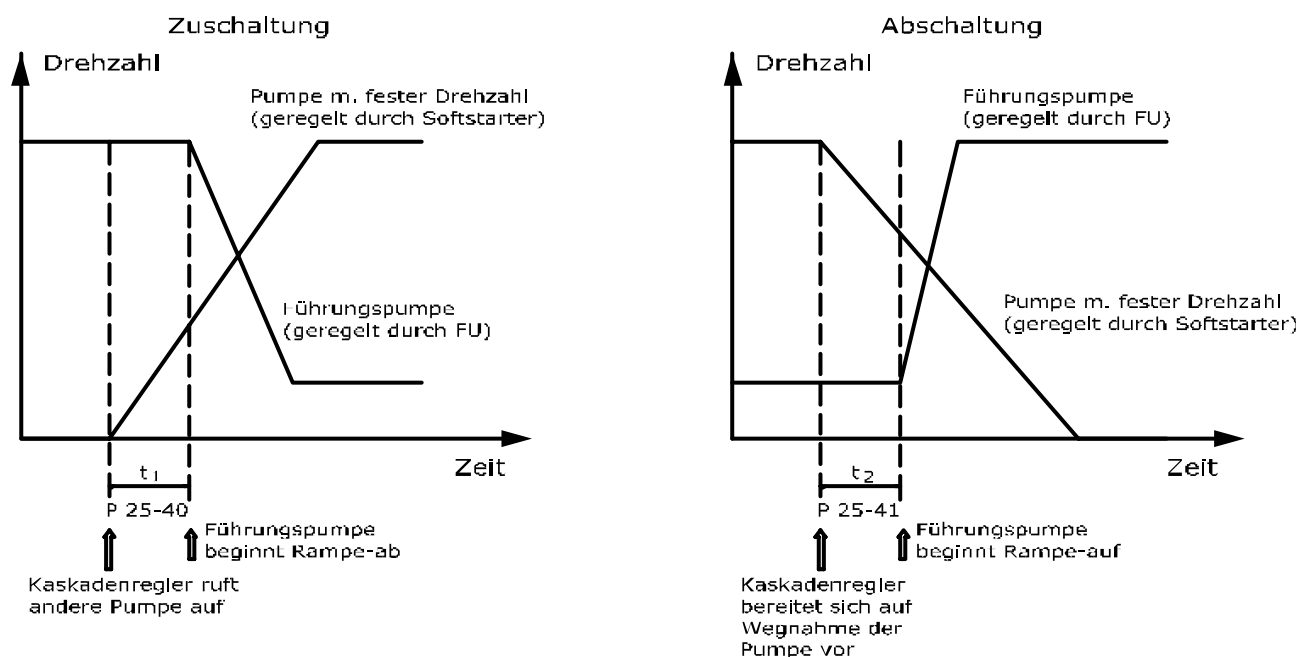 Zuschaltung
Drehzahl
Pumpe m. fester Drehzahl
(geregelt durch Softstarter)
Führungspumpe
(geregelt durch FU)
Zeit
t1
P 25-40
Führungspumpe
beginnt Rampe-ab
Kaskadenregler ruft
andere Pumpe auf
Abschaltung
Drehzahl
Führungspumpe
(geregelt durch FU)
Pumpe m. fester Drehzahl
(geregelt durch Softstarter)
Zeit
t2
P 25-41
Führungspumpe
beginnt Rampe-auf
Kaskadenregler
bereitet sich auf
Wegnahme der
Pumpe vor